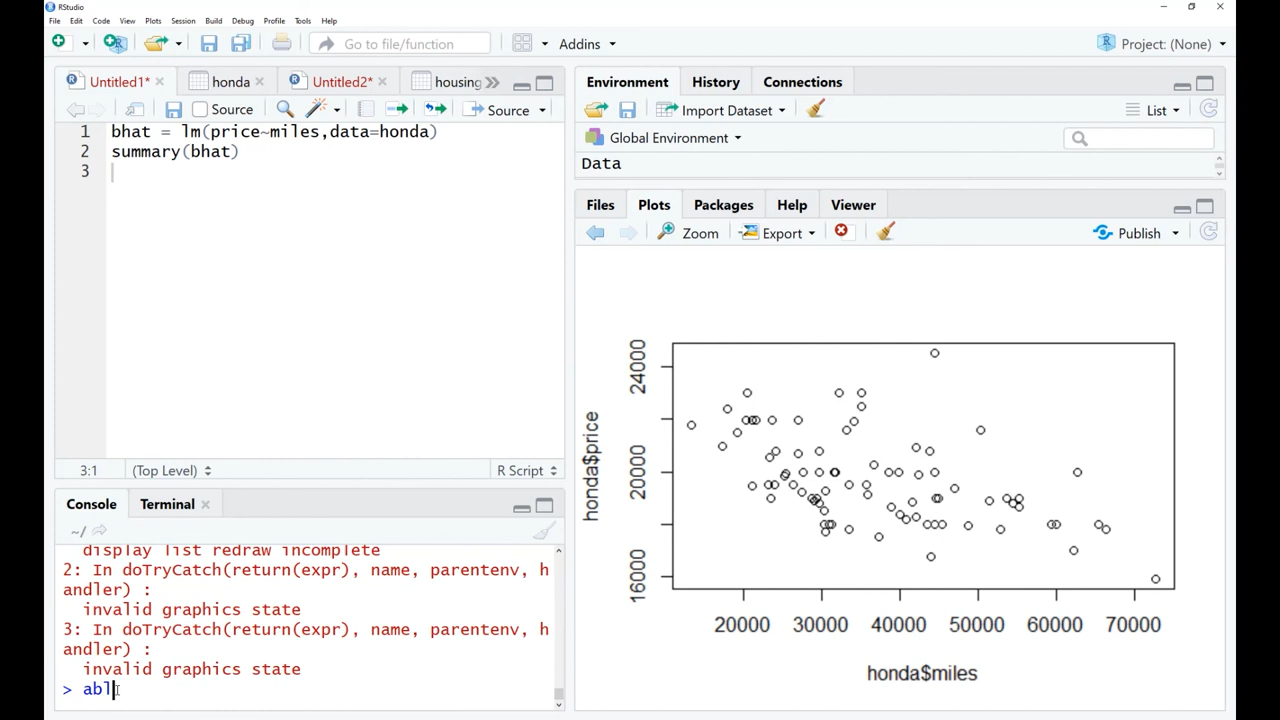 RStudio
File Edit Code View Plots Session Build Debug Profile Tools Help
Go to file/function Addins Project: (None)
Untitled1* honda Untitled2* housing
Source Source
1 bhat = lm(price~miles,data=honda)
2 summary(bhat)
3
3:1 (Top Level) R Script
Console Terminal
~/
display list redraw incomplete
2: In doTryCatch(return(expr), name, parentenv, h
andler) :
invalid graphics state
3: In doTryCatch(return(expr), name, parentenv, h
andler) :
invalid graphics state
> abl
Environment History Connections
Import Dataset List
Global Environment
Data
Files Plots Packages Help Viewer
Zoom Export Publish
24000
20000
16000
honda$price
20000 30000 40000 50000 60000 70000
honda$miles